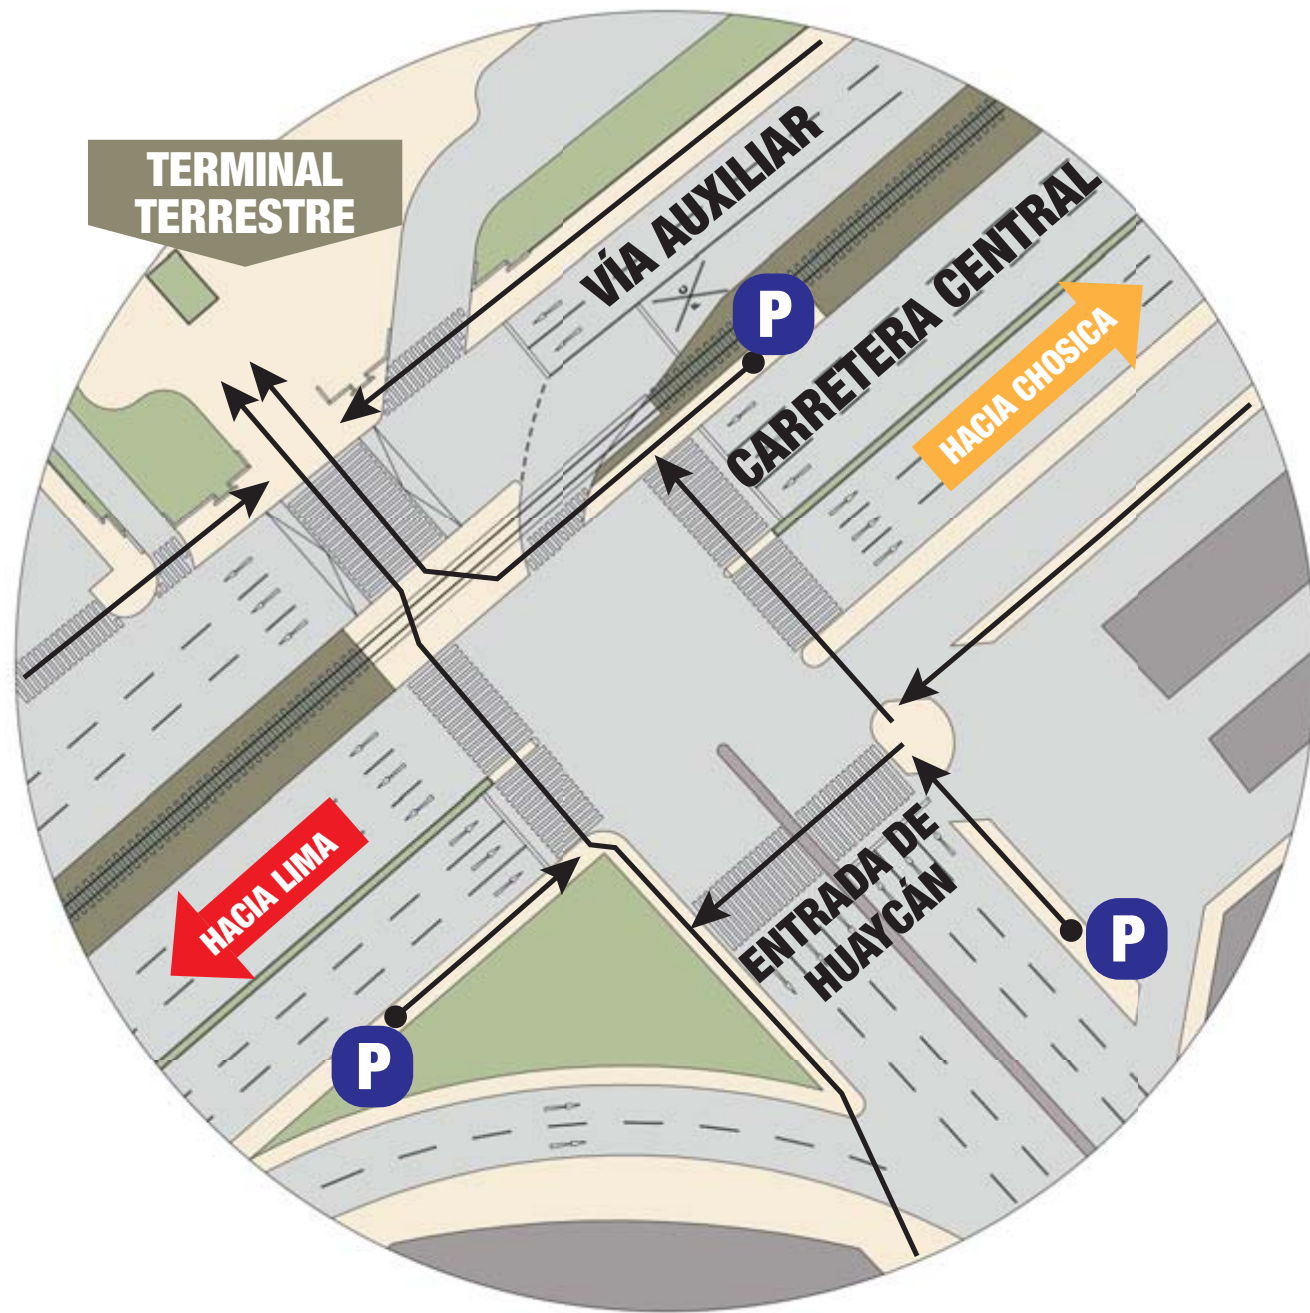 TERMINAL
TERRESTRE
VÍA AUXILIAR
P
CARRETERA CENTRAL
HACIA CHOSICA
HACIA LIMA
ENTRADA DE
HUAYCÁN
P
P